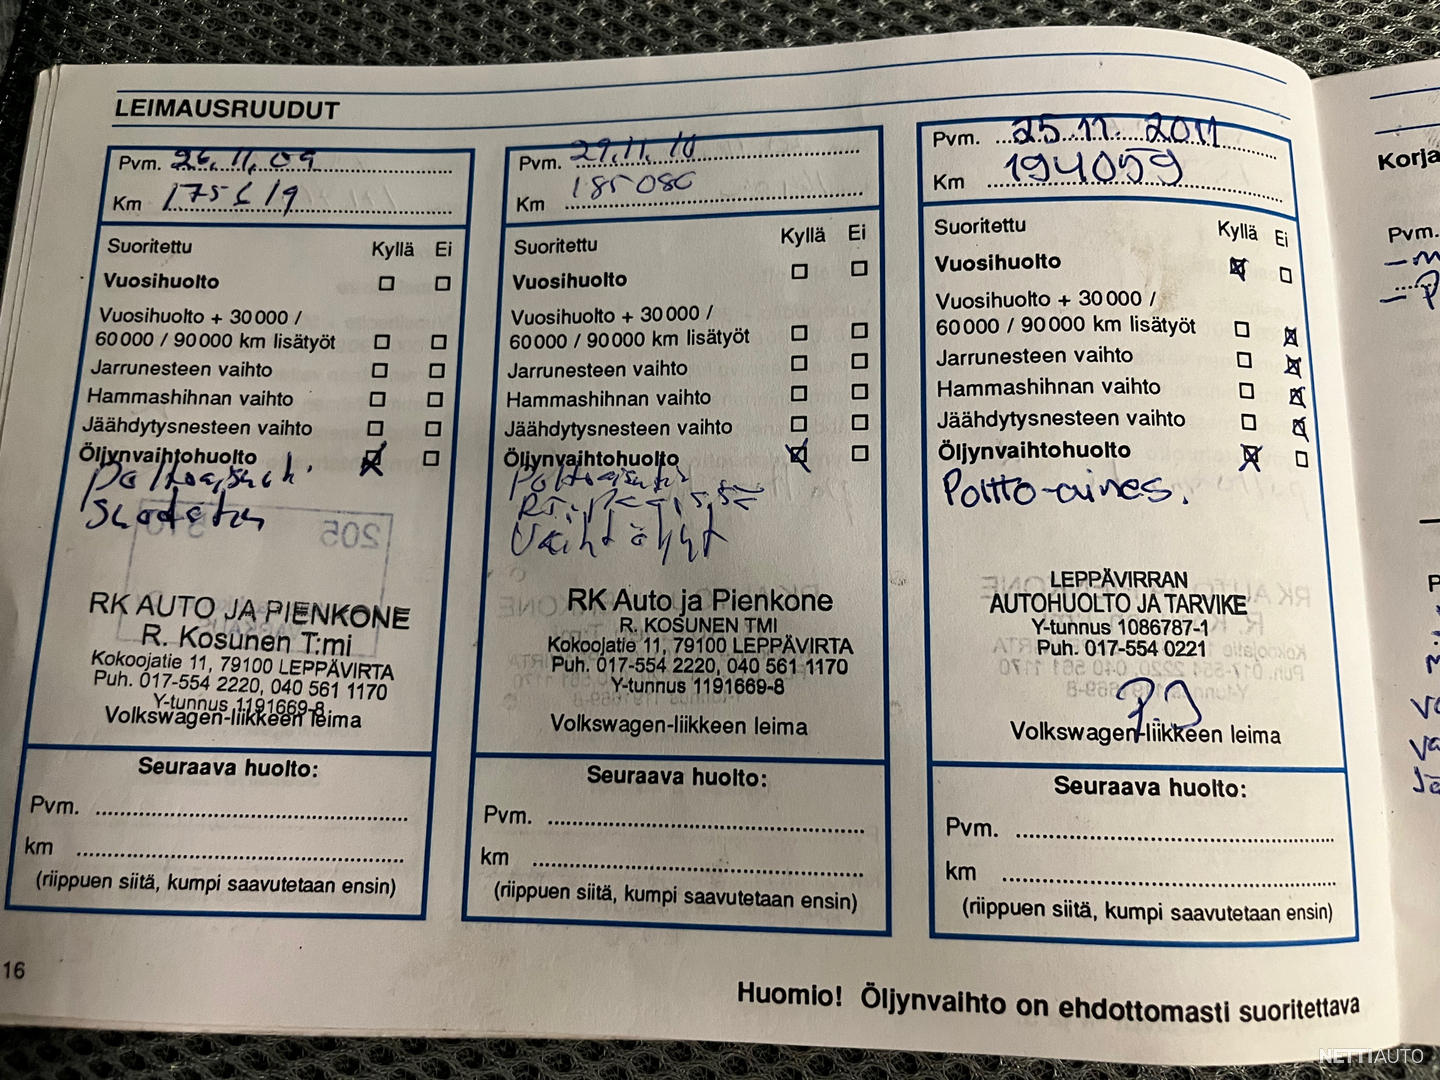 LEIMAUSRUUDUT
Pvm. 26.11.09
Km 175619
Suoritettu Kyllä Ei
Vuosihuolto
Vuosihuolto + 30 000 /
60 000 / 90 000 km lisätyöt
Jarrunesteen vaihto
Hammashihnan vaihto
Jäähdytysnesteen vaihto
Öljynvaihtohuolto
Suodatin
205
RK AUTO JA PIENKONE
R. Kosunen T:mi
Kokoojatie 11, 79100 LEPPÄVIRTA
Puh. 017-554 2220, 040 561 1170
Y-tunnus 1191669-8
Volkswagen-liikkeen leima
Seuraava huolto:
Pvm.
km
(riippuen siitä, kumpi saavutetaan ensin)
Pvm. 29.11.10
Km 185080
Suoritettu Kyllä Ei
Vuosihuolto
Vuosihuolto + 30 000 /
60 000 / 90 000 km lisätyöt
Jarrunesteen vaihto
Hammashihnan vaihto
Jäähdytysnesteen vaihto
Öljynvaihtohuolto
RK Auto ja Pienkone
R. KOSUNEN TMI
Kokoojatie 11, 79100 LEPPÄVIRTA
Puh. 017-554 2220, 040 561 1170
Y-tunnus 1191669-8
Volkswagen-liikkeen leima
Seuraava huolto:
Pvm.
km
(riippuen siitä, kumpi saavutetaan ensin)
Pvm. 25.11. 2011
Km 194059
Suoritettu Kyllä Ei
Vuosihuolto
Vuosihuolto + 30 000 /
60 000 / 90 000 km lisätyöt
Jarrunesteen vaihto
Hammashihnan vaihto
Jäähdytysnesteen vaihto
Öljynvaihtohuolto
Poltto-aines.
LEPPÄVIRRAN
AUTOHUOLTO JA TARVIKE
Y-tunnus 1086787-1
Puh. 017-554 0221
Volkswagen-liikkeen leima
Seuraava huolto:
Pvm.
km
(riippuen siitä, kumpi saavutetaan ensin)
16
Huomio! Öljynvaihto on ehdottomasti suoritettava
Korja
Pvm.
NETTIAUTO